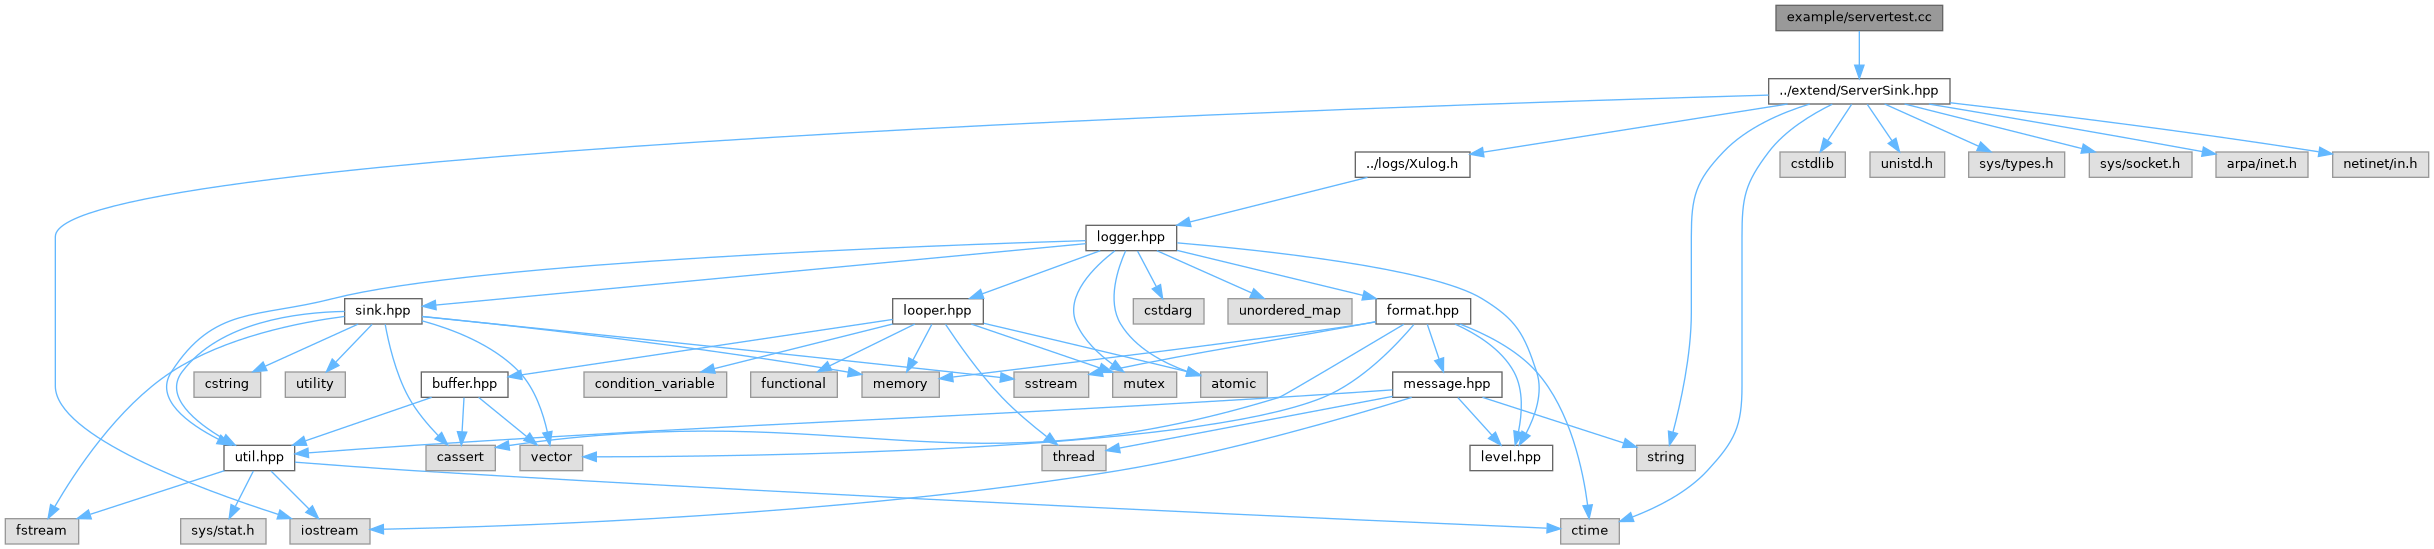 example/servertest.cc
../extend/ServerSink.hpp
../logs/Xulog.h
cstdlib
unistd.h
sys/types.h
sys/socket.h
arpa/inet.h
netinet/in.h
logger.hpp
sink.hpp
looper.hpp
cstdarg
unordered_map
format.hpp
cstring
utility
buffer.hpp
condition_variable
functional
memory
sstream
mutex
atomic
message.hpp
util.hpp
cassert
vector
thread
level.hpp
string
fstream
sys/stat.h
iostream
ctime